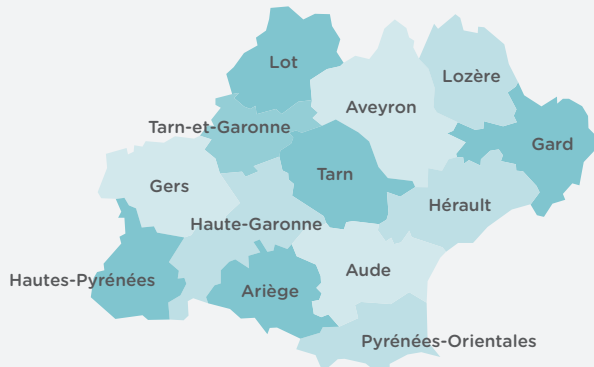 Lot
Lozère
Aveyron
Tarn-et-Garonne
Gard
Tarn
Gers
Hérault
Haute-Garonne
Aude
Hautes-Pyrénées
Ariège
Pyrénées-Orientales